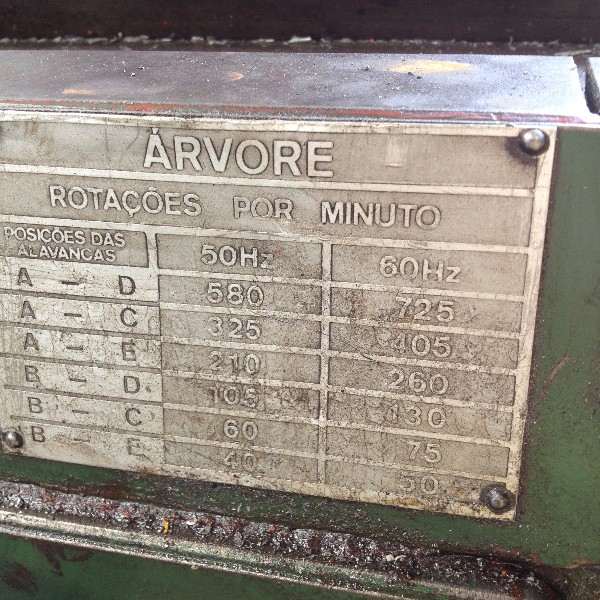 ÁRVORE
ROTAÇÕES POR MINUTO
POSIÇÕES DAS ALAVANCAS 50Hz 60Hz
A - D 580 725
A - C 325 405
A - E 210 260
B - D 105 130
B - C 60 75
B - E 40 50